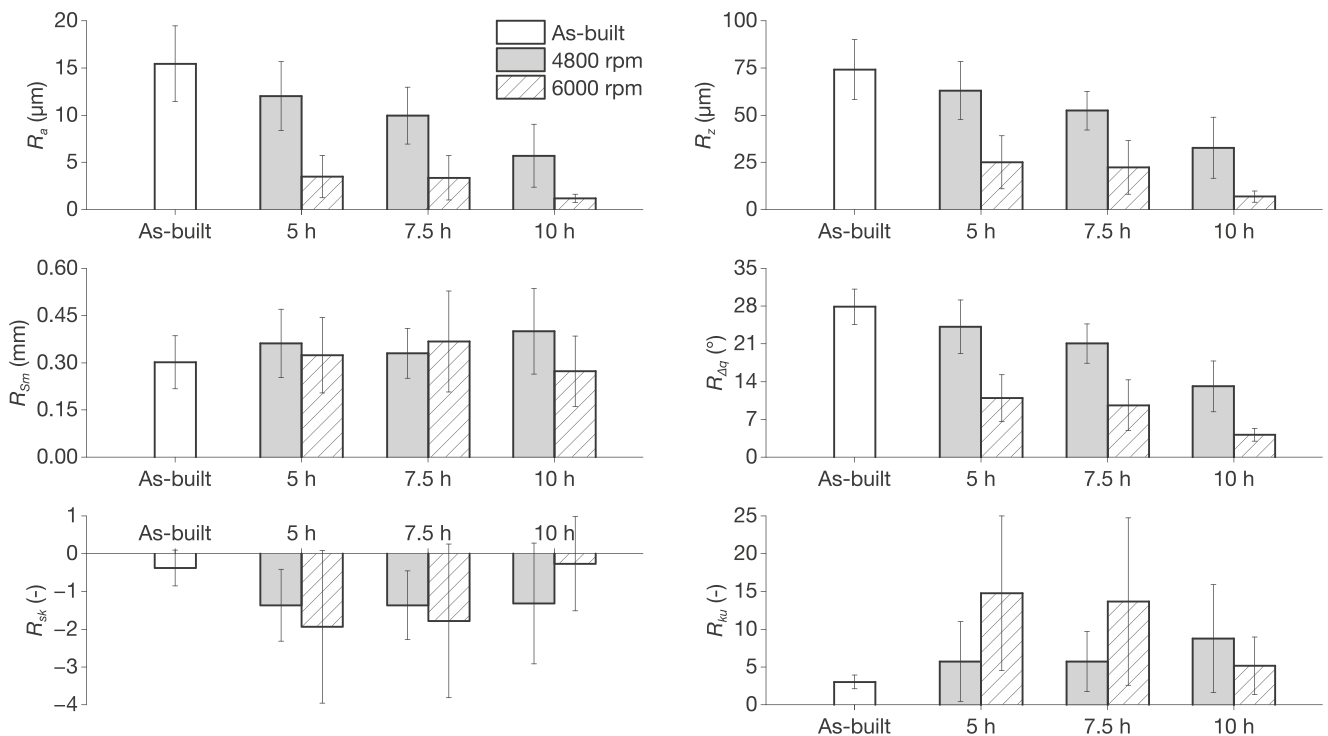 20
15
10
5
0
Ra (µm)
As-built
5 h
7.5 h
10 h
As-built
4800 rpm
6000 rpm
100
75
50
25
0
Rz (µm)
As-built
5 h
7.5 h
10 h
0.60
0.45
0.30
0.15
0.00
RSm (mm)
As-built
5 h
7.5 h
10 h
35
28
21
14
7
0
RΔq (°)
As-built
5 h
7.5 h
10 h
1
0
−1
−2
−3
−4
Rsk (-)
As-built
5 h
7.5 h
10 h
25
20
15
10
5
0
Rku (-)
As-built
5 h
7.5 h
10 h